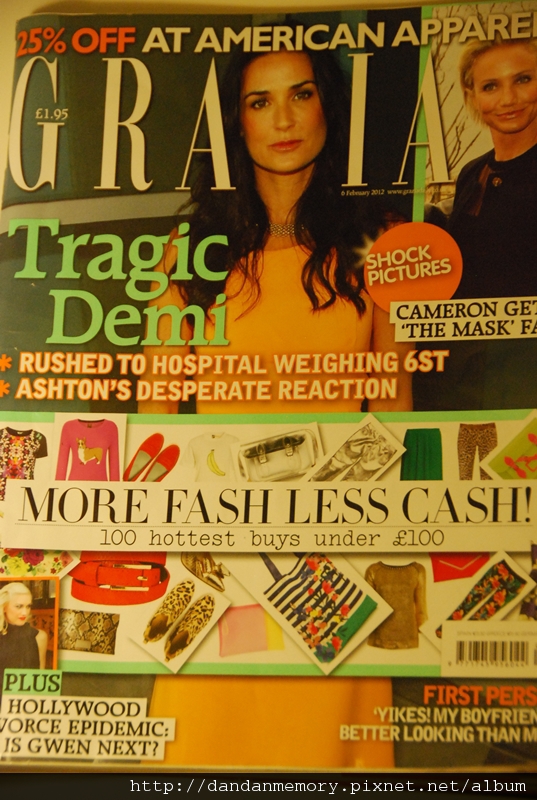 25% OFF AT AMERICAN APPAREL
£1.95
GRAZIA
6 February 2012
Tragic
Demi
SHOCK
PICTURES
CAMERON GET
'THE MASK' FA
* RUSHED TO HOSPITAL WEIGHING 6ST
* ASHTON'S DESPERATE REACTION
MORE FASH LESS CASH!
100 hottest buys under £100
PLUS
HOLLYWOOD
VORCE EPIDEMIC:
IS GWEN NEXT?
FIRST PERS
'YIKES! MY BOYFRIEN
BETTER LOOKING THAN M
http://dandanmemory.pixnet.net/album